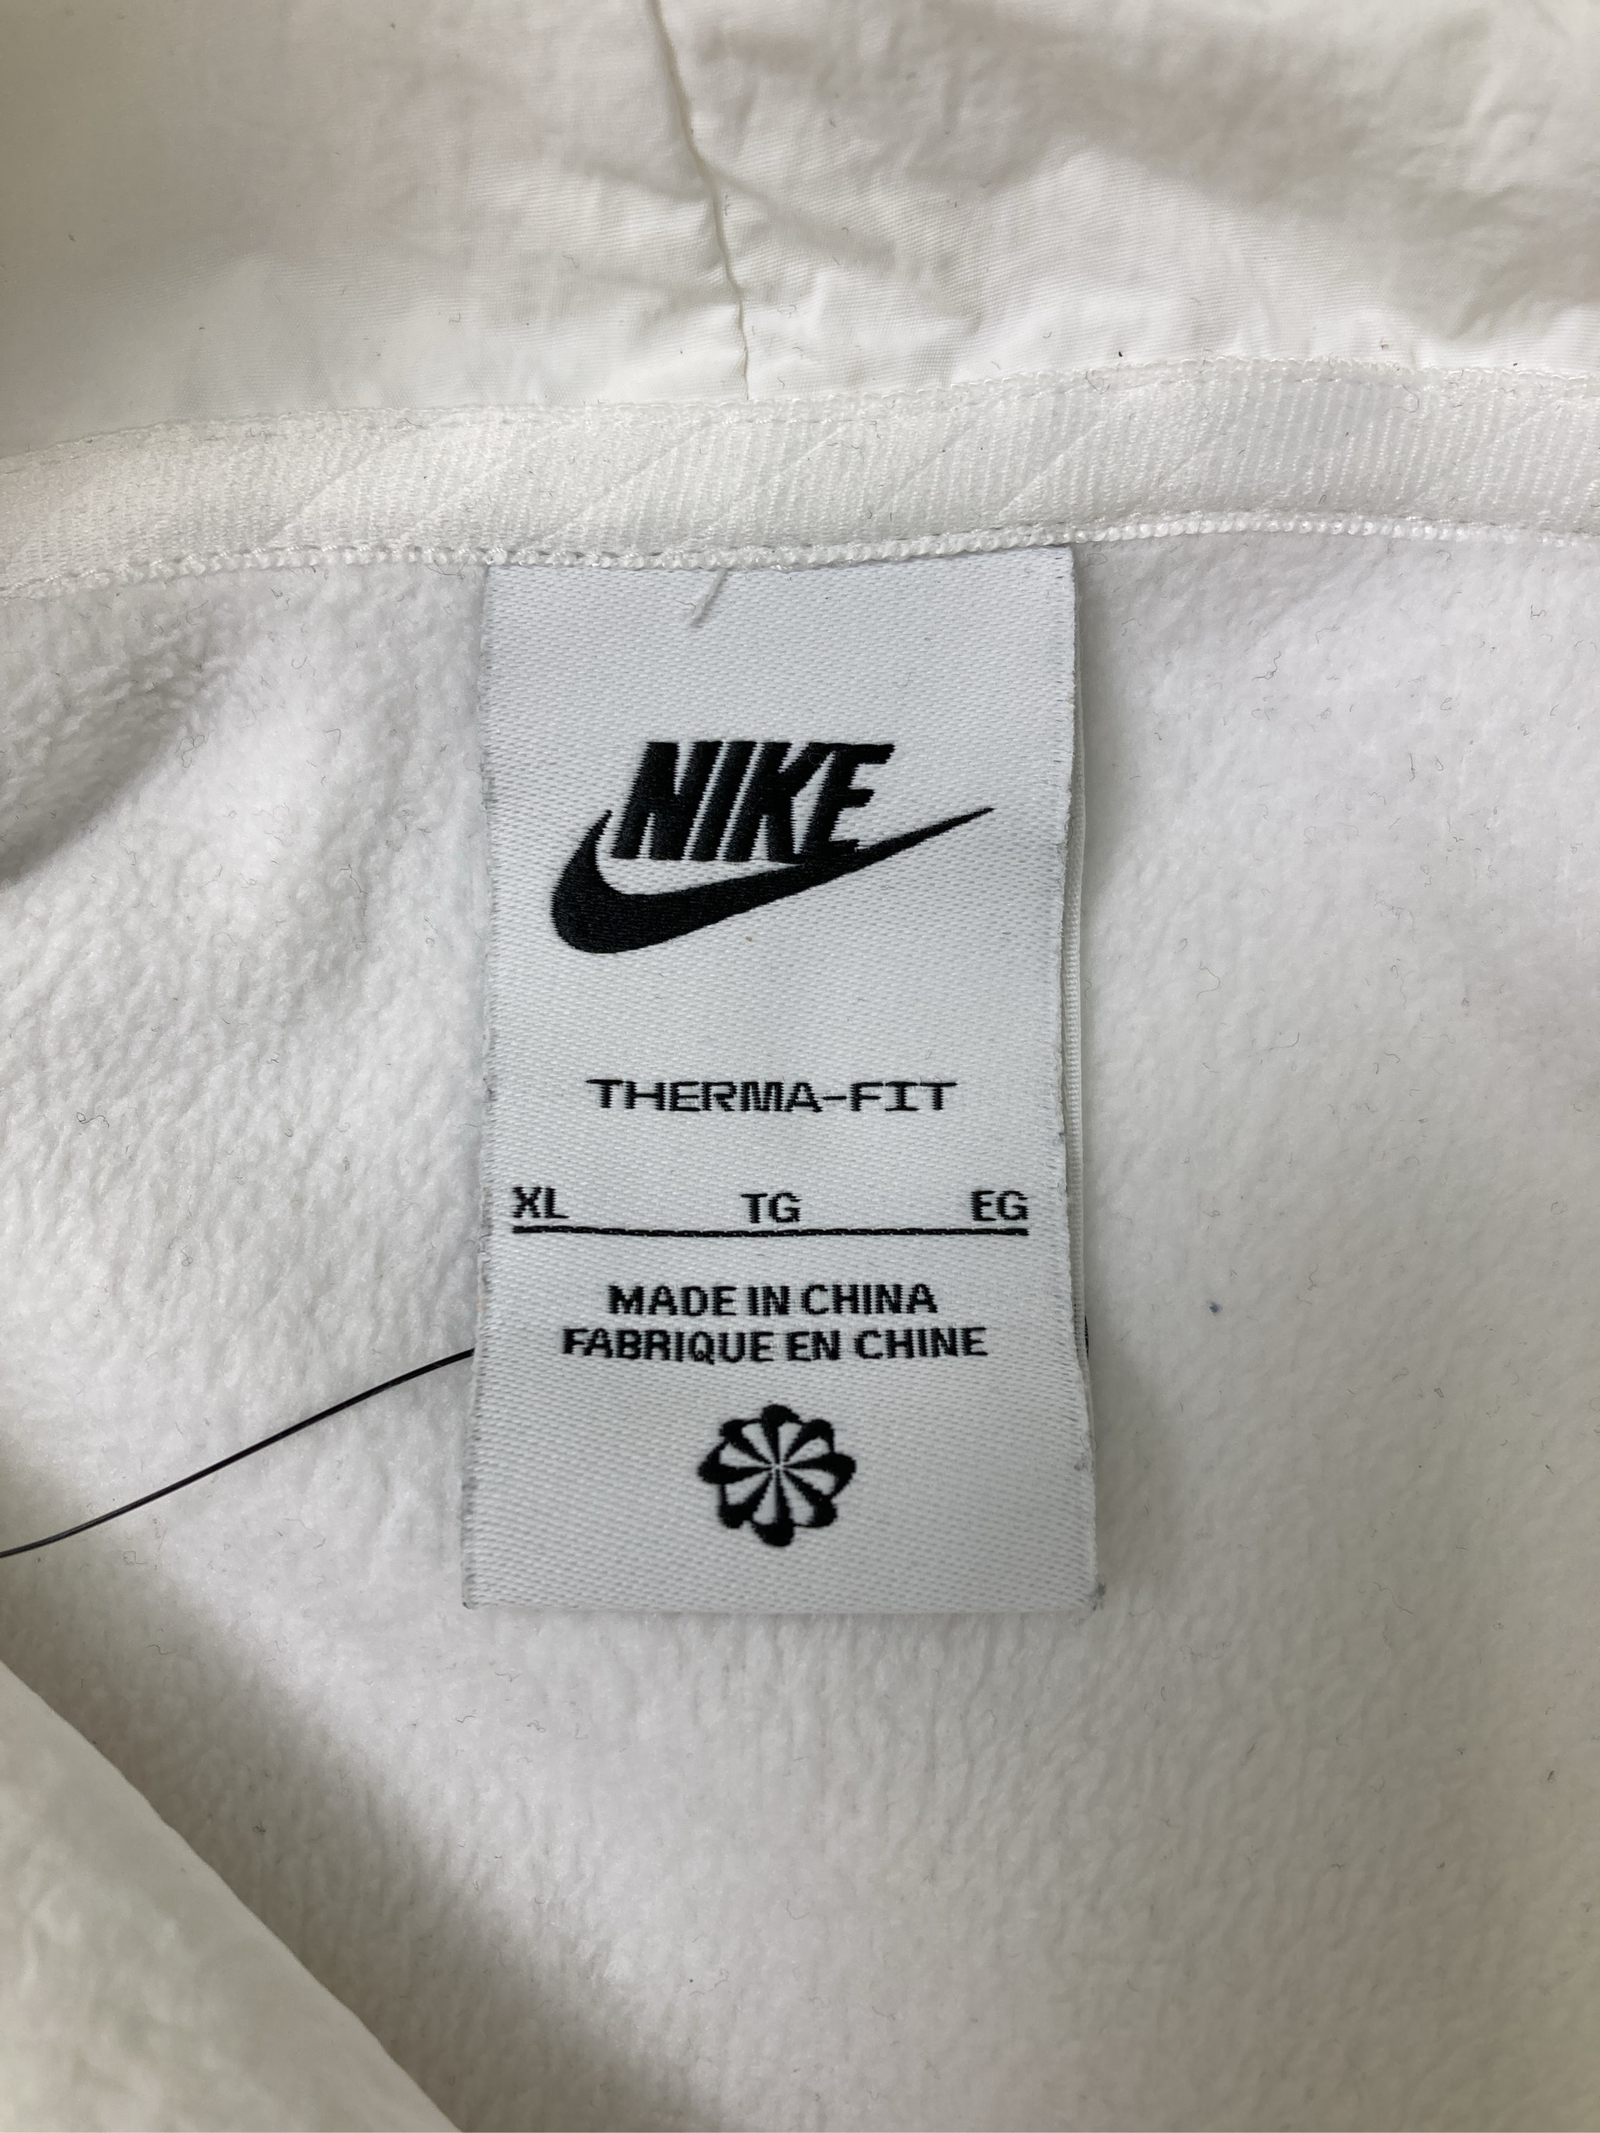 NIKE
THERMA-FIT
XL TG EG
MADE IN CHINA
FABRIQUE EN CHINE